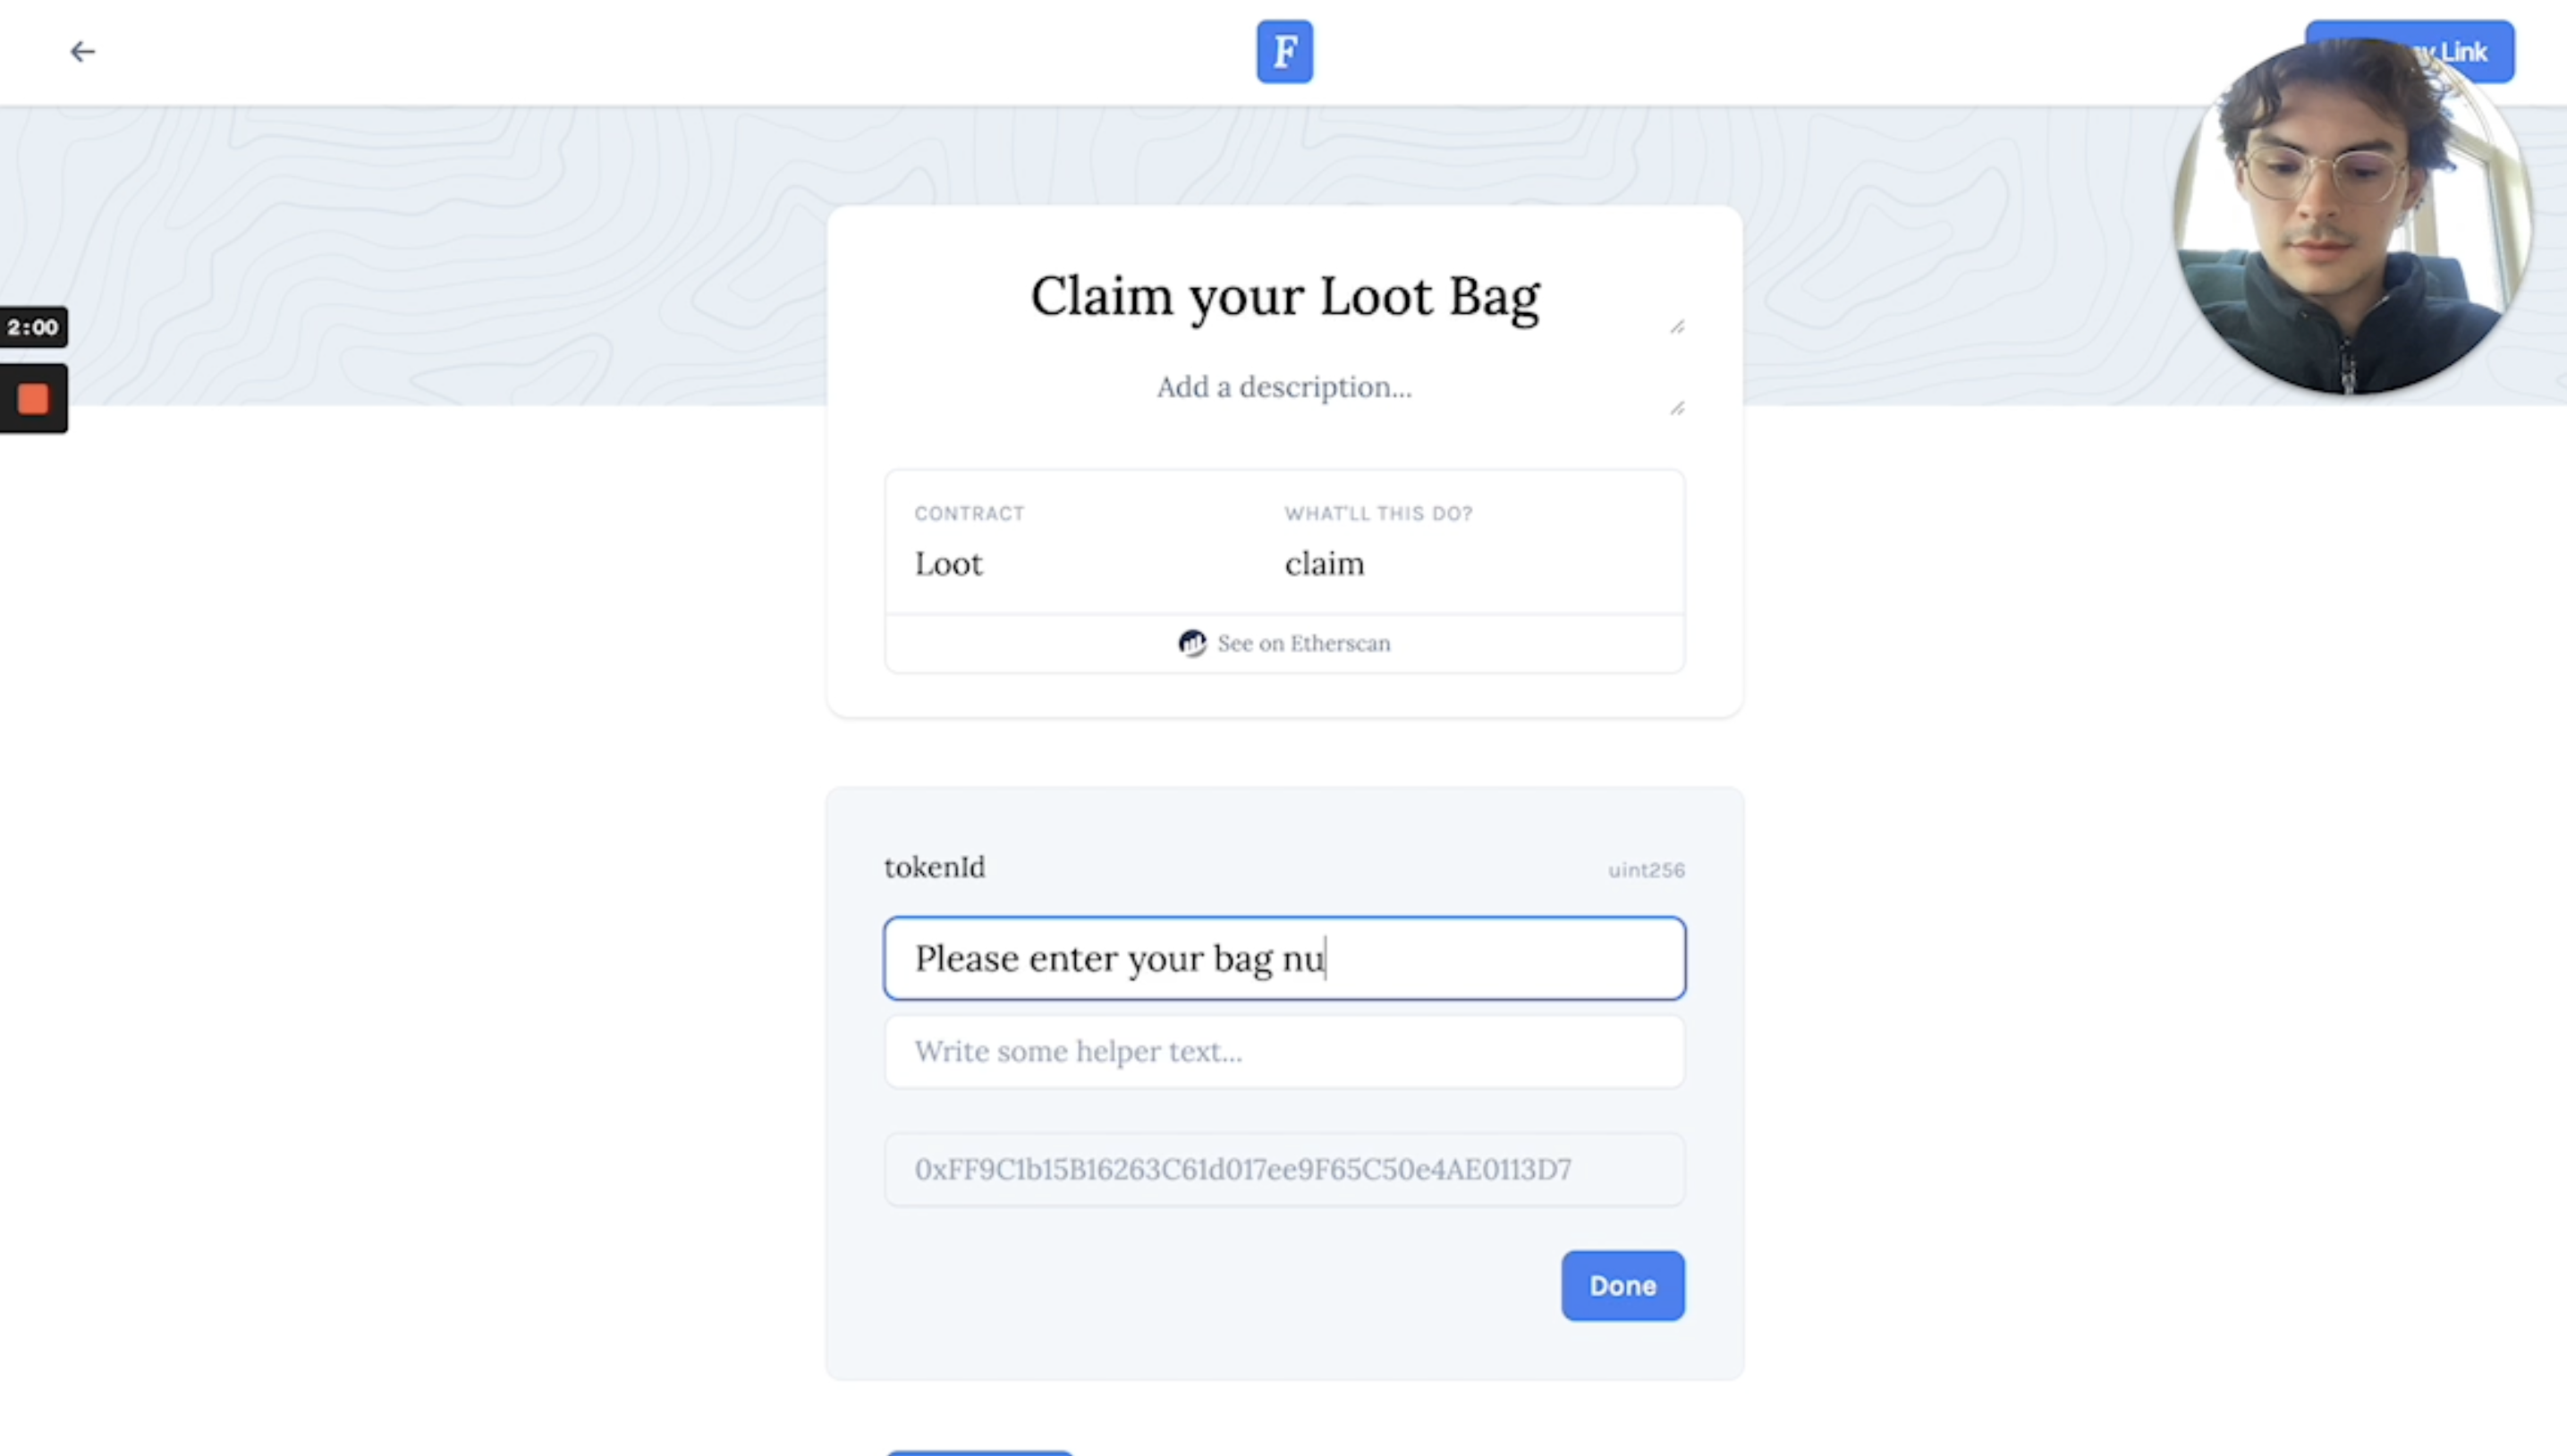 F
Link
2:00
Claim your Loot Bag
Add a description...
CONTRACT
WHAT'LL THIS DO?
Loot
claim
See on Etherscan
tokenId
uint256
Please enter your bag nu
Write some helper text...
0xFF9C1b15B16263C61d017ee9F65C50e4AE0113D7
Done